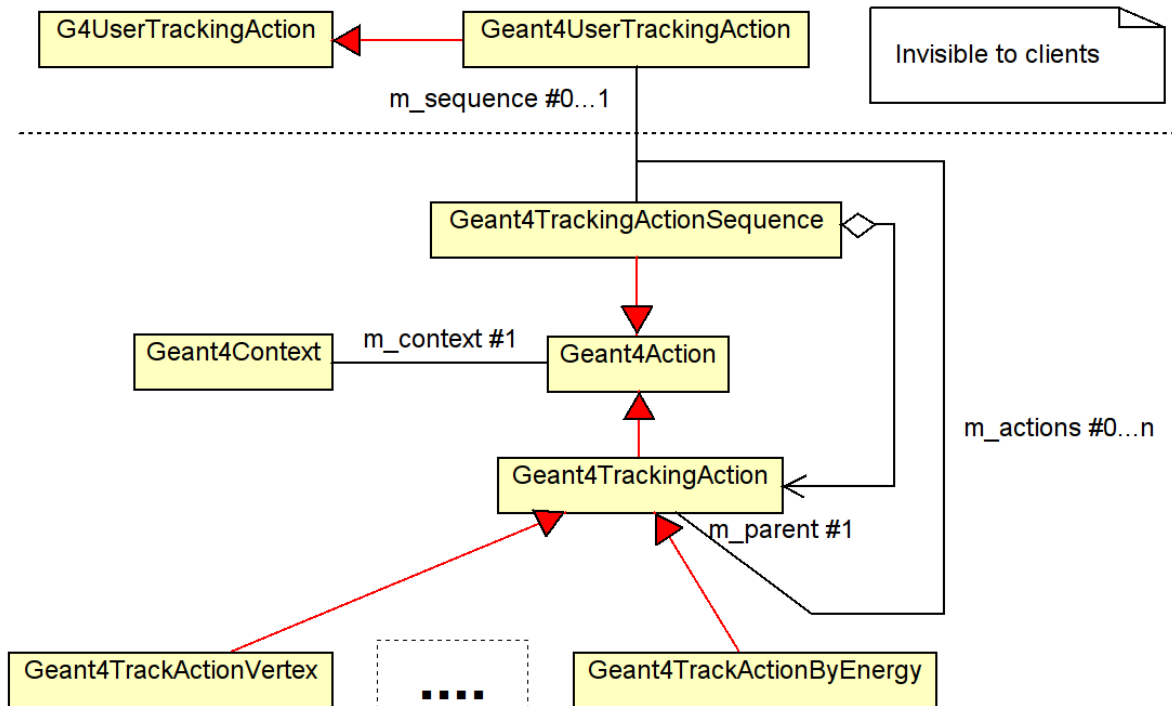 G4UserTrackingAction
Geant4UserTrackingAction
Invisible to clients
m_sequence #0...1
Geant4TrackingActionSequence
m_context #1
Geant4Context
Geant4Action
m_actions #0...n
Geant4TrackingAction
m_parent #1
Geant4TrackActionVertex
....
Geant4TrackActionByEnergy